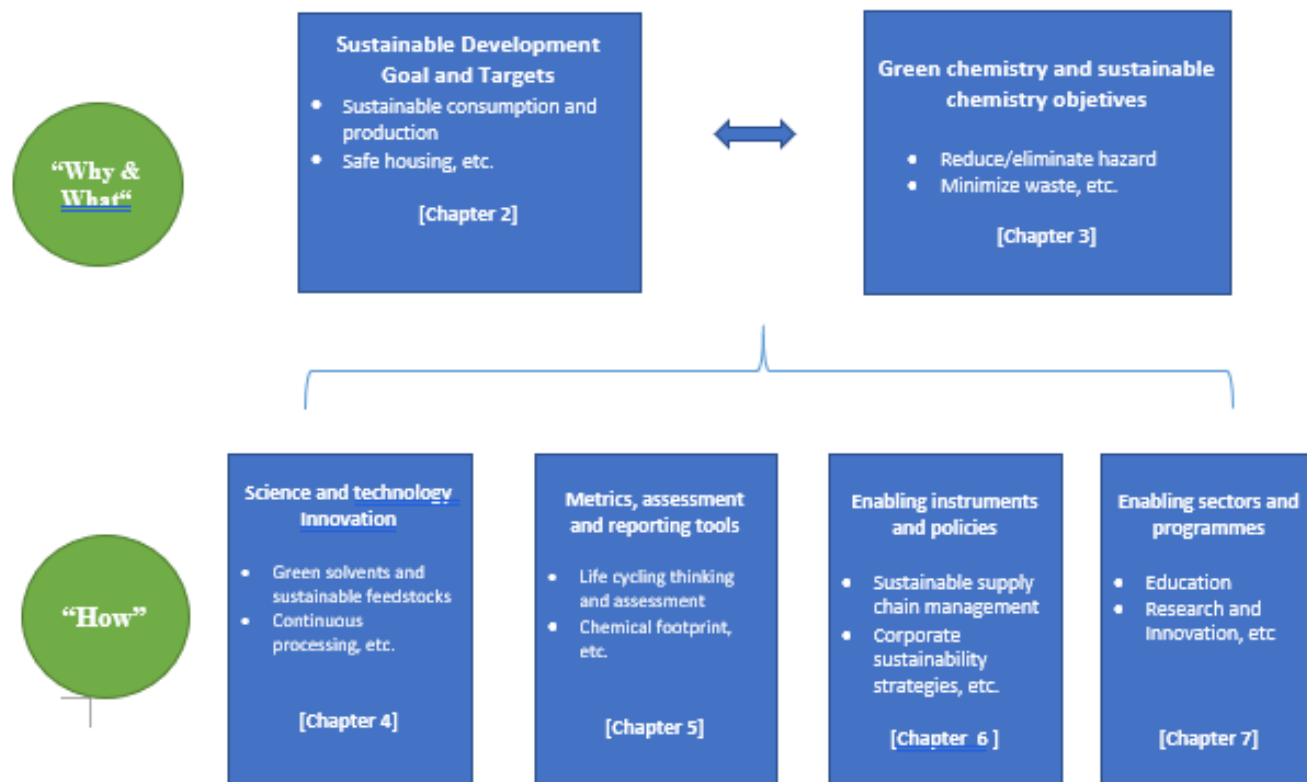 Sustainable Development
Goal and Targets
• Sustainable consumption and
production
• Safe housing, etc.
[Chapter 2]
Green chemistry and sustainable
chemistry objetives
• Reduce/eliminate hazard
• Minimize waste, etc.
[Chapter 3]
“Why &
What“
Science and technology
Innovation
• Green solvents and
sustainable feedstocks
• Continuous
processing, etc.
[Chapter 4]
Metrics, assessment
and reporting tools
• Life cycling thinking
and assessment
• Chemical footprint,
etc.
[Chapter 5]
Enabling instruments
and policies
• Sustainable supply
chain management
• Corporate
sustainability
strategies, etc.
[Chapter 6 ]
Enabling sectors and
programmes
• Education
• Research and
Innovation, etc
[Chapter 7]
“How”